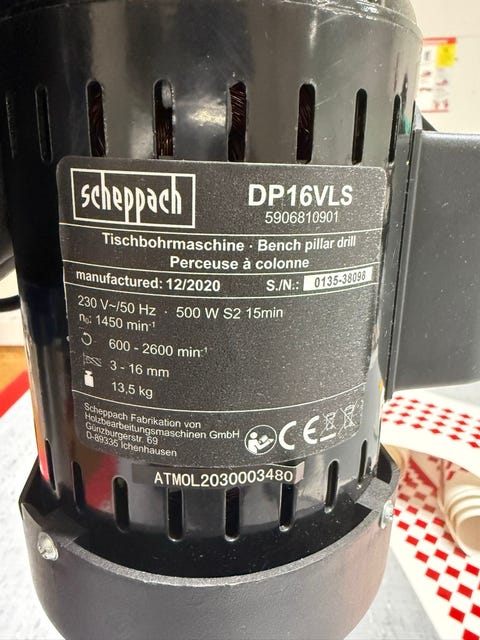 scheppach
DP16VLS
5906810901
Tischbohrmaschine · Bench pillar drill
Perceuse à colonne
manufactured: 12/2020 S./N.: 0135-38098
230 V~/50 Hz · 500 W S2 15min
n₀: 1450 min⁻¹
600 - 2600 min⁻¹
3 - 16 mm
13,5 kg
Scheppach Fabrikation von
Holzbearbeitungsmaschinen GmbH
Günzburgerstr. 69
D-89335 Ichenhausen
CE
ATMOL2030003480